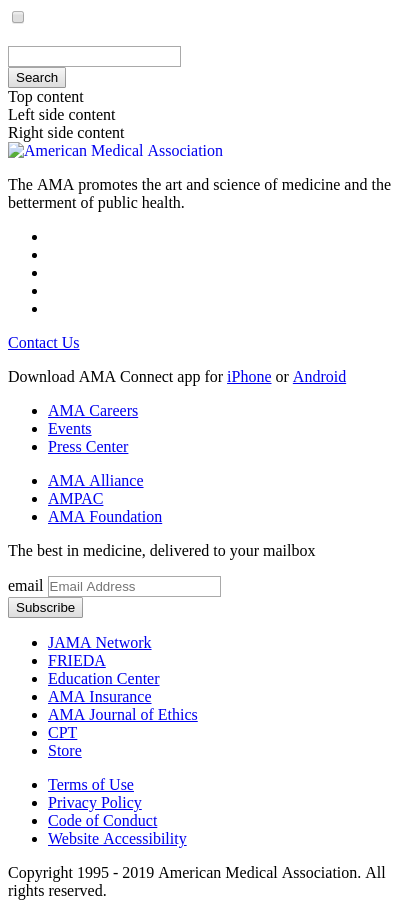 Search
Top content
Left side content
Right side content
American Medical Association
The AMA promotes the art and science of medicine and the
betterment of public health.
Contact Us
Download AMA Connect app for iPhone or Android
AMA Careers
Events
Press Center
AMA Alliance
AMPAC
AMA Foundation
The best in medicine, delivered to your mailbox
email Email Address
Subscribe
JAMA Network
FRIEDA
Education Center
AMA Insurance
AMA Journal of Ethics
CPT
Store
Terms of Use
Privacy Policy
Code of Conduct
Website Accessibility
Copyright 1995 - 2019 American Medical Association. All
rights reserved.